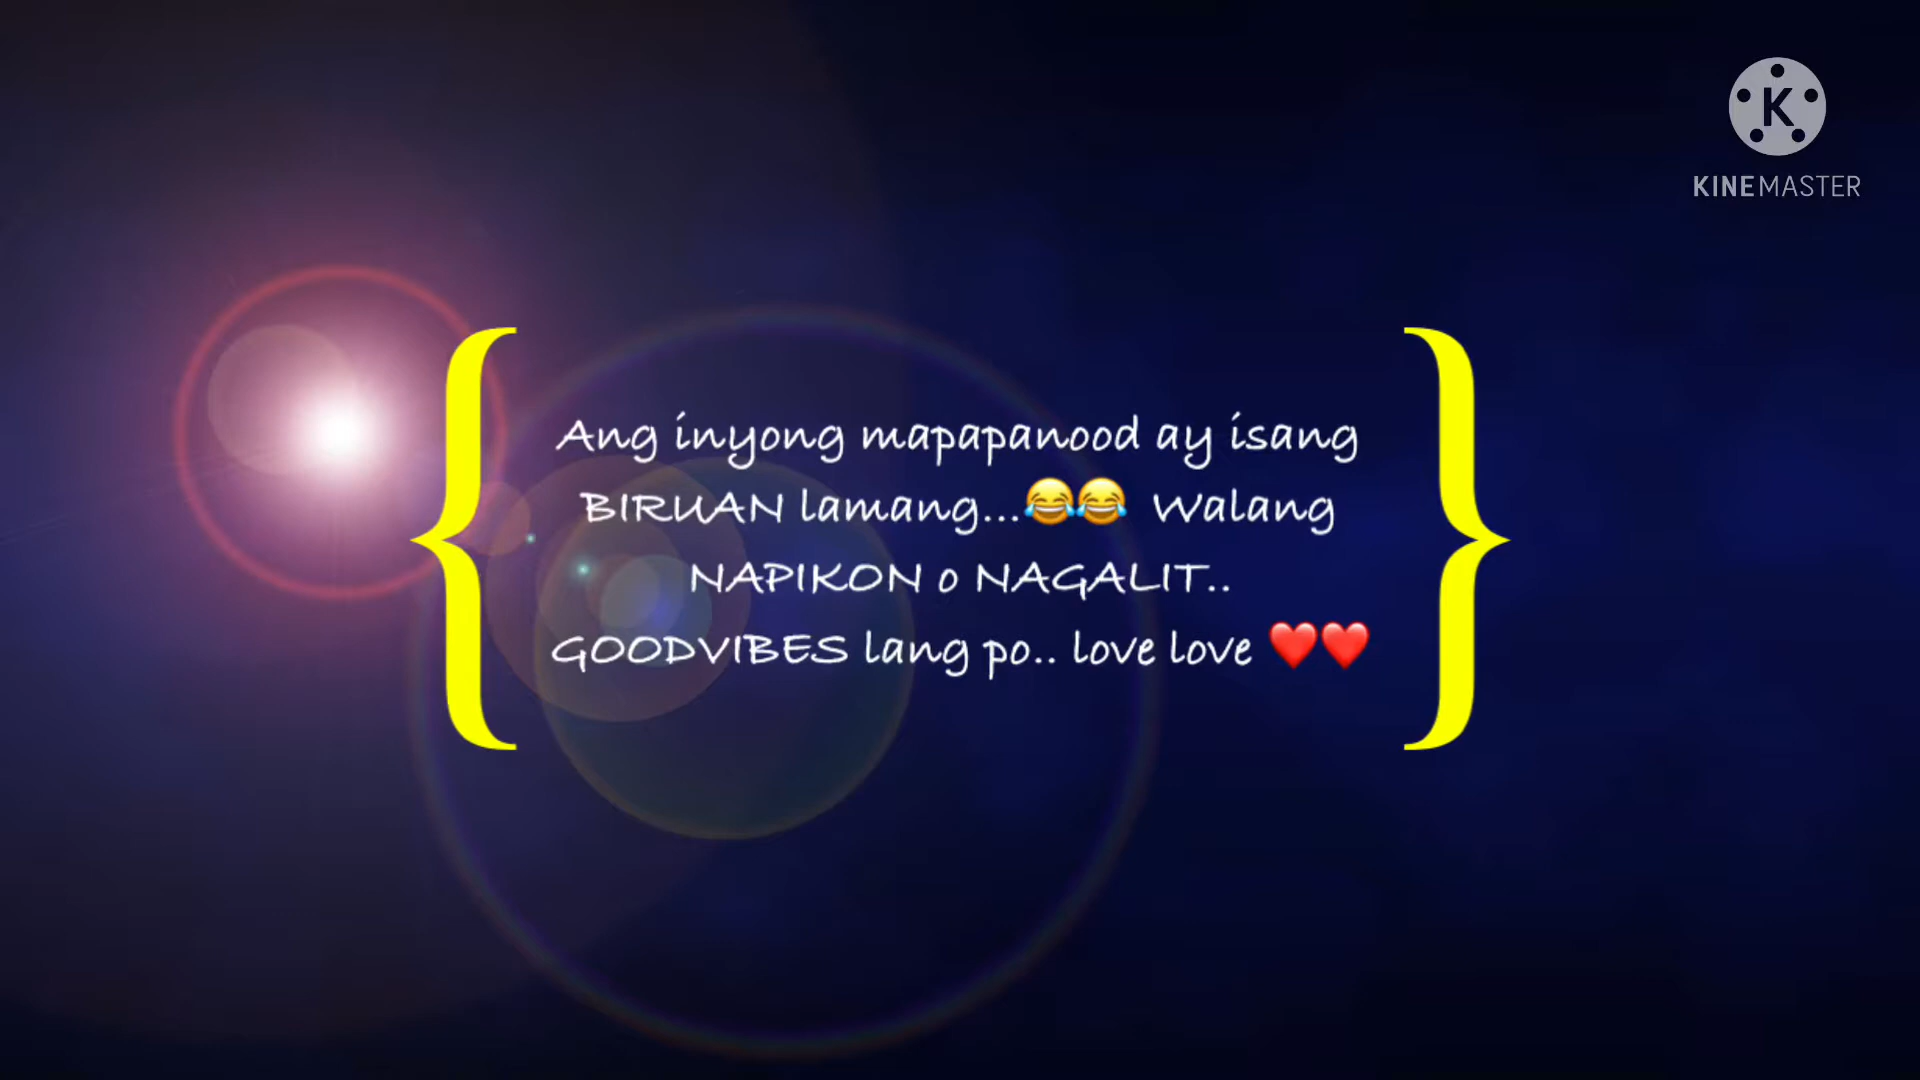 K
KINEMASTER
Ang inyong mapapanood ay isang
BIRUAN lamang...😂😂 Walang
NAPIKON o NAGALIT..
GOODVIBES lang po.. love love ❤️❤️